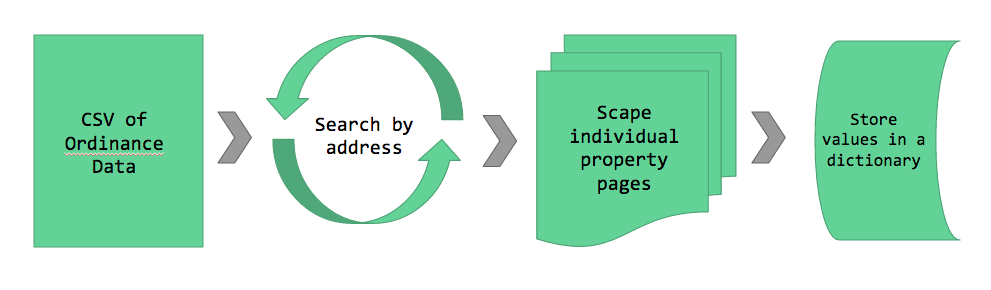 CSV of
Ordinance
Data
Search by
address
Scape
individual
property
pages
Store
values in a
dictionary